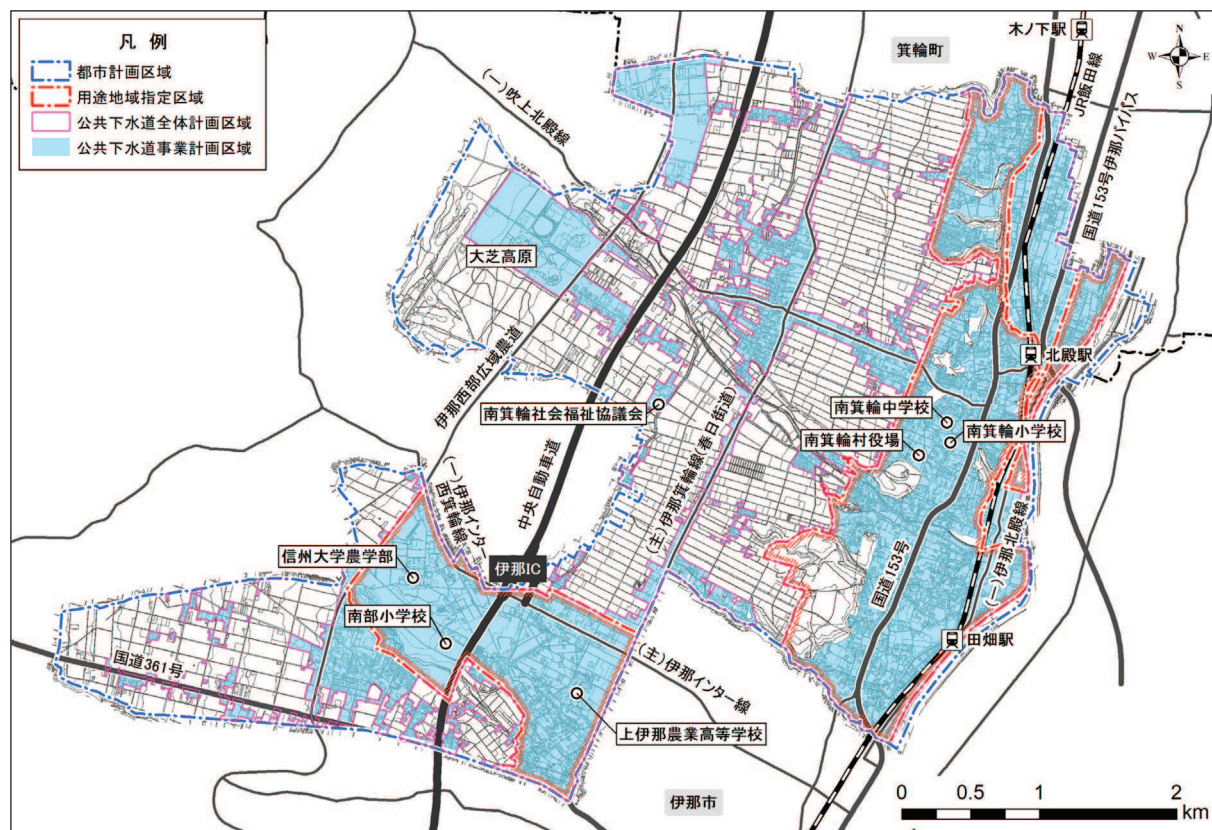 凡例
都市計画区域
用途地域指定区域
公共下水道全体計画区域
公共下水道事業計画区域
木ノ下駅
箕輪町
N
W
E
S
JR飯田線
国道153号伊那バイパス
(一)吹上北殿線
大芝高原
伊那西部広域農道
北殿駅
南箕輪社会福祉協議会
南箕輪中学校
南箕輪小学校
南箕輪村役場
(主)伊那箕輪線(春日街道)
中央自動車道
(一)伊那インター
西箕輪線
伊那IC
信州大学農学部
南部小学校
国道153号
(一)伊那北殿線
田畑駅
国道361号
(主)伊那インター線
上伊那農業高等学校
伊那市
0
0.5
1
2
km